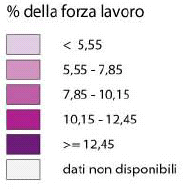 % della forza lavoro
< 5,55
5,55 - 7,85
7,85 - 10,15
10,15 - 12,45
>= 12,45
dati non disponibili